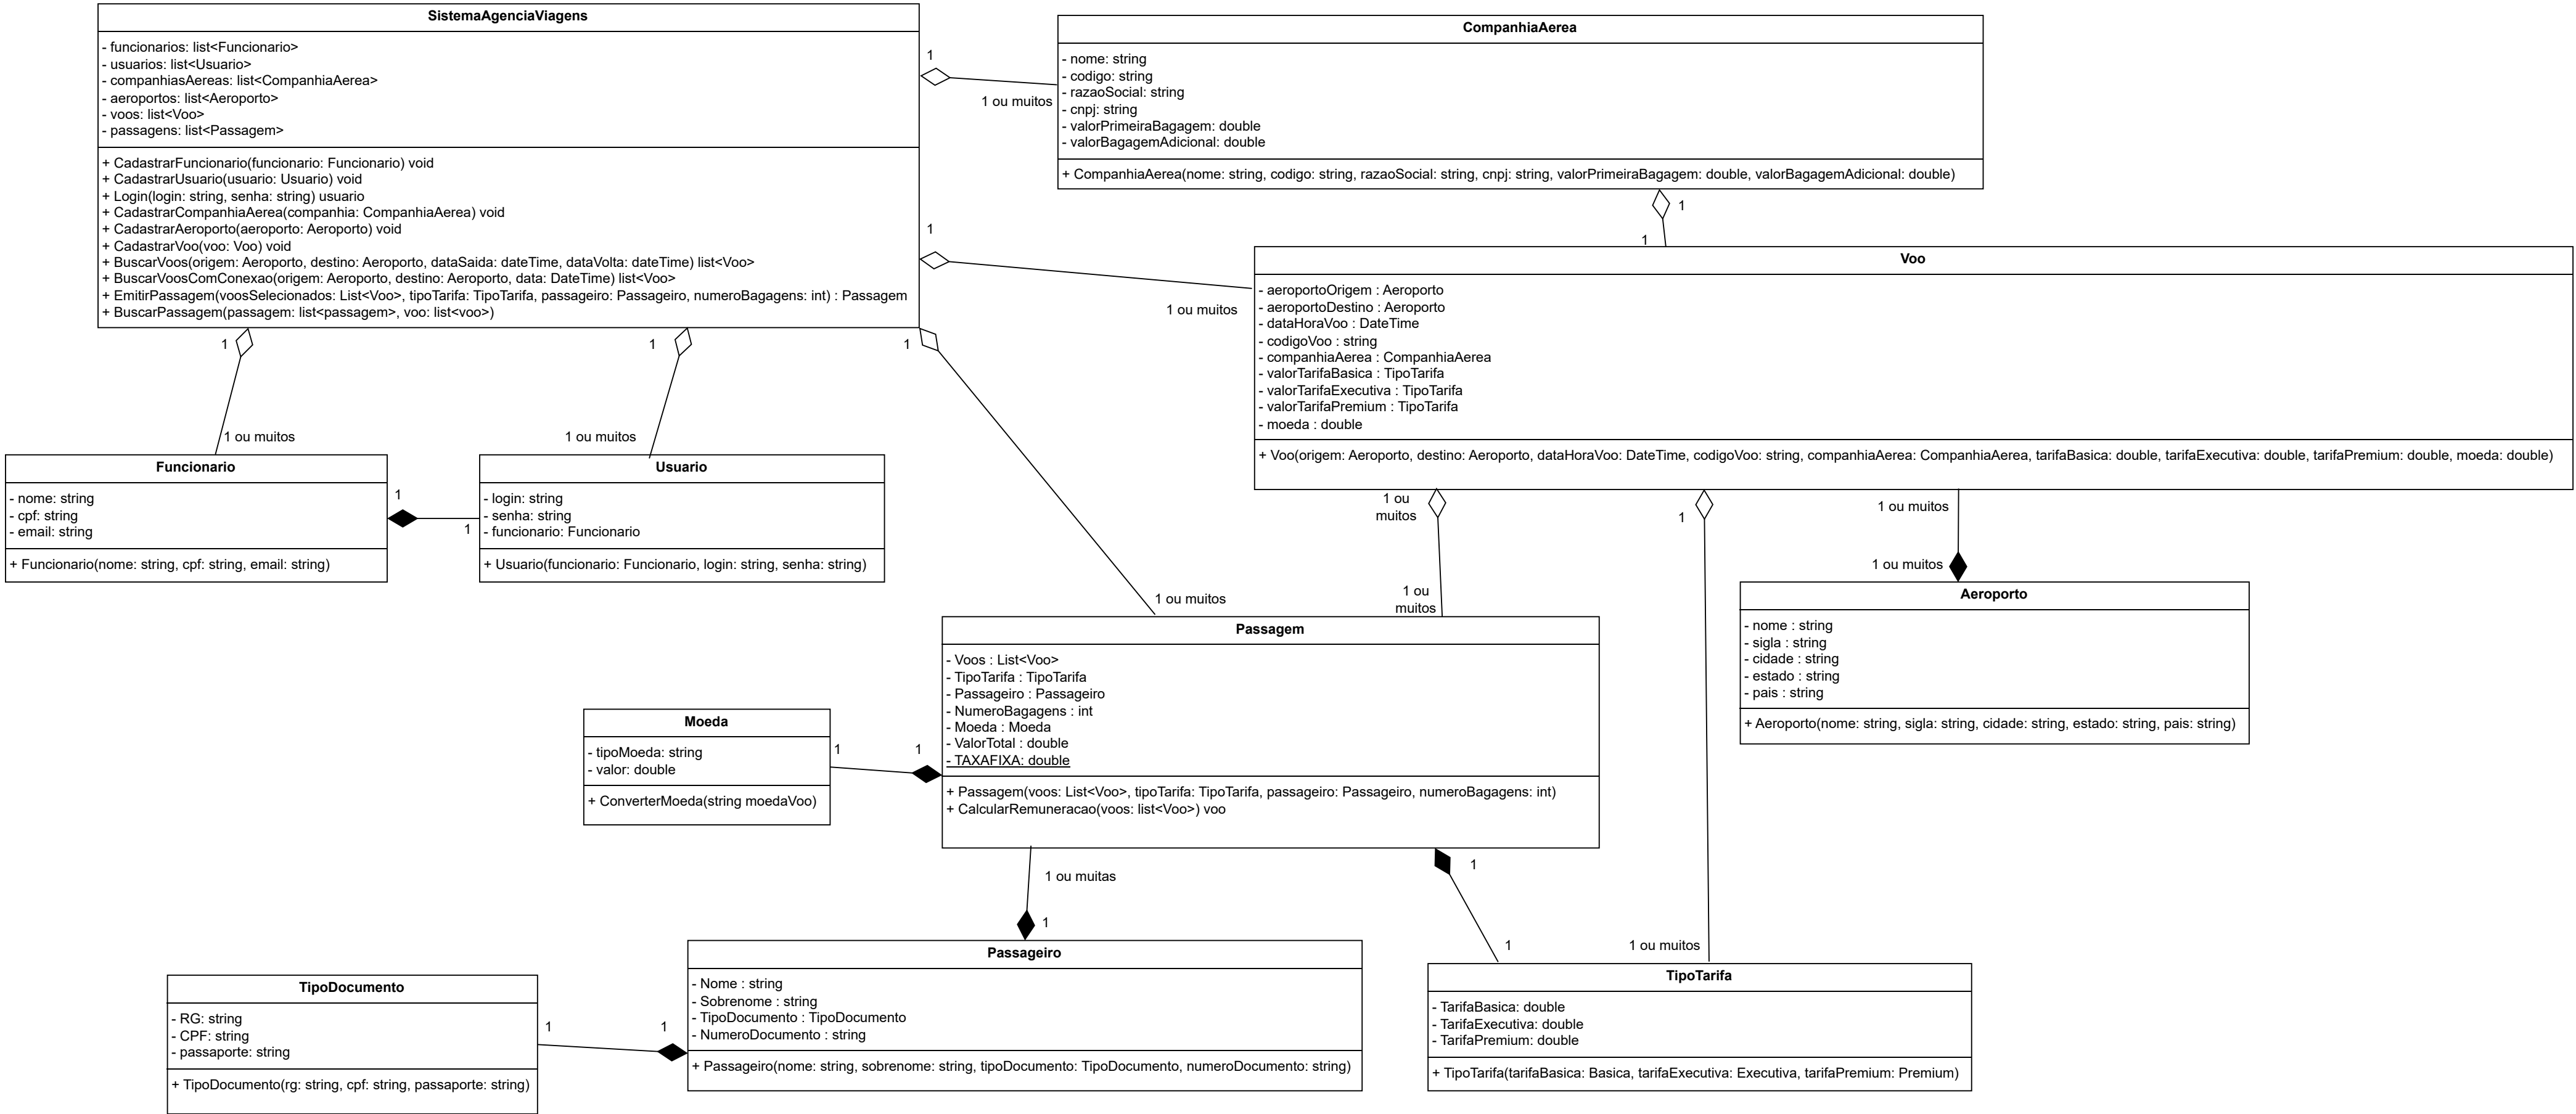 SistemaAgenciaViagens
- funcionarios: list<Funcionario>
- usuarios: list<Usuario>
- companhiasAereas: list<CompanhiaAerea>
- aeroportos: list<Aeroporto>
- voos: list<Voo>
- passagens: list<Passagem>
+ CadastrarFuncionario(funcionario: Funcionario) void
+ CadastrarUsuario(usuario: Usuario) void
+ Login(login: string, senha: string) usuario
+ CadastrarCompanhiaAerea(companhia: CompanhiaAerea) void
+ CadastrarAeroporto(aeroporto: Aeroporto) void
+ CadastrarVoo(voo: Voo) void
+ BuscarVoos(origem: Aeroporto, destino: Aeroporto, dataSaida: dateTime, dataVolta: dateTime) list<Voo>
+ BuscarVoosComConexao(origem: Aeroporto, destino: Aeroporto, data: DateTime) list<Voo>
+ EmitirPassagem(voosSelecionados: List<Voo>, tipoTarifa: TipoTarifa, passageiro: Passageiro, numeroBagagens: int) : Passagem
+ BuscarPassagem(passagem: list<passagem>, voo: list<voo>)
1
1 ou muitos
CompanhiaAerea
- nome: string
- codigo: string
- razaoSocial: string
- cnpj: string
- valorPrimeiraBagagem: double
- valorBagagemAdicional: double
+ CompanhiaAerea(nome: string, codigo: string, razaoSocial: string, cnpj: string, valorPrimeiraBagagem: double, valorBagagemAdicional: double)
1
1
1
1 ou muitos
Voo
- aeroportoOrigem : Aeroporto
- aeroportoDestino : Aeroporto
- dataHoraVoo : DateTime
- codigoVoo : string
- companhiaAerea : CompanhiaAerea
- valorTarifaBasica : TipoTarifa
- valorTarifaExecutiva : TipoTarifa
- valorTarifaPremium : TipoTarifa
- moeda : double
+ Voo(origem: Aeroporto, destino: Aeroporto, dataHoraVoo: DateTime, codigoVoo: string, companhiaAerea: CompanhiaAerea, tarifaBasica: double, tarifaExecutiva: double, tarifaPremium: double, moeda: double)
1
1
1
1 ou muitos
1 ou muitos
Funcionario
- nome: string
- cpf: string
- email: string
+ Funcionario(nome: string, cpf: string, email: string)
1
1
Usuario
- login: string
- senha: string
- funcionario: Funcionario
+ Usuario(funcionario: Funcionario, login: string, senha: string)
1 ou
muitos
1
1 ou muitos
1 ou muitos
1 ou muitos
1 ou
muitos
Aeroporto
- nome : string
- sigla : string
- cidade : string
- estado : string
- pais : string
+ Aeroporto(nome: string, sigla: string, cidade: string, estado: string, pais: string)
Passagem
- Voos : List<Voo>
- TipoTarifa : TipoTarifa
- Passageiro : Passageiro
- NumeroBagagens : int
- Moeda : Moeda
- ValorTotal : double
- TAXAFIXA: double
+ Passagem(voos: List<Voo>, tipoTarifa: TipoTarifa, passageiro: Passageiro, numeroBagagens: int)
+ CalcularRemuneracao(voos: list<Voo>) voo
Moeda
- tipoMoeda: string
- valor: double
+ ConverterMoeda(string moedaVoo)
1
1
1 ou muitas
1
1
1
1 ou muitos
Passageiro
- Nome : string
- Sobrenome : string
- TipoDocumento : TipoDocumento
- NumeroDocumento : string
+ Passageiro(nome: string, sobrenome: string, tipoDocumento: TipoDocumento, numeroDocumento: string)
TipoDocumento
- RG: string
- CPF: string
- passaporte: string
+ TipoDocumento(rg: string, cpf: string, passaporte: string)
1
1
TipoTarifa
- TarifaBasica: double
- TarifaExecutiva: double
- TarifaPremium: double
+ TipoTarifa(tarifaBasica: Basica, tarifaExecutiva: Executiva, tarifaPremium: Premium)